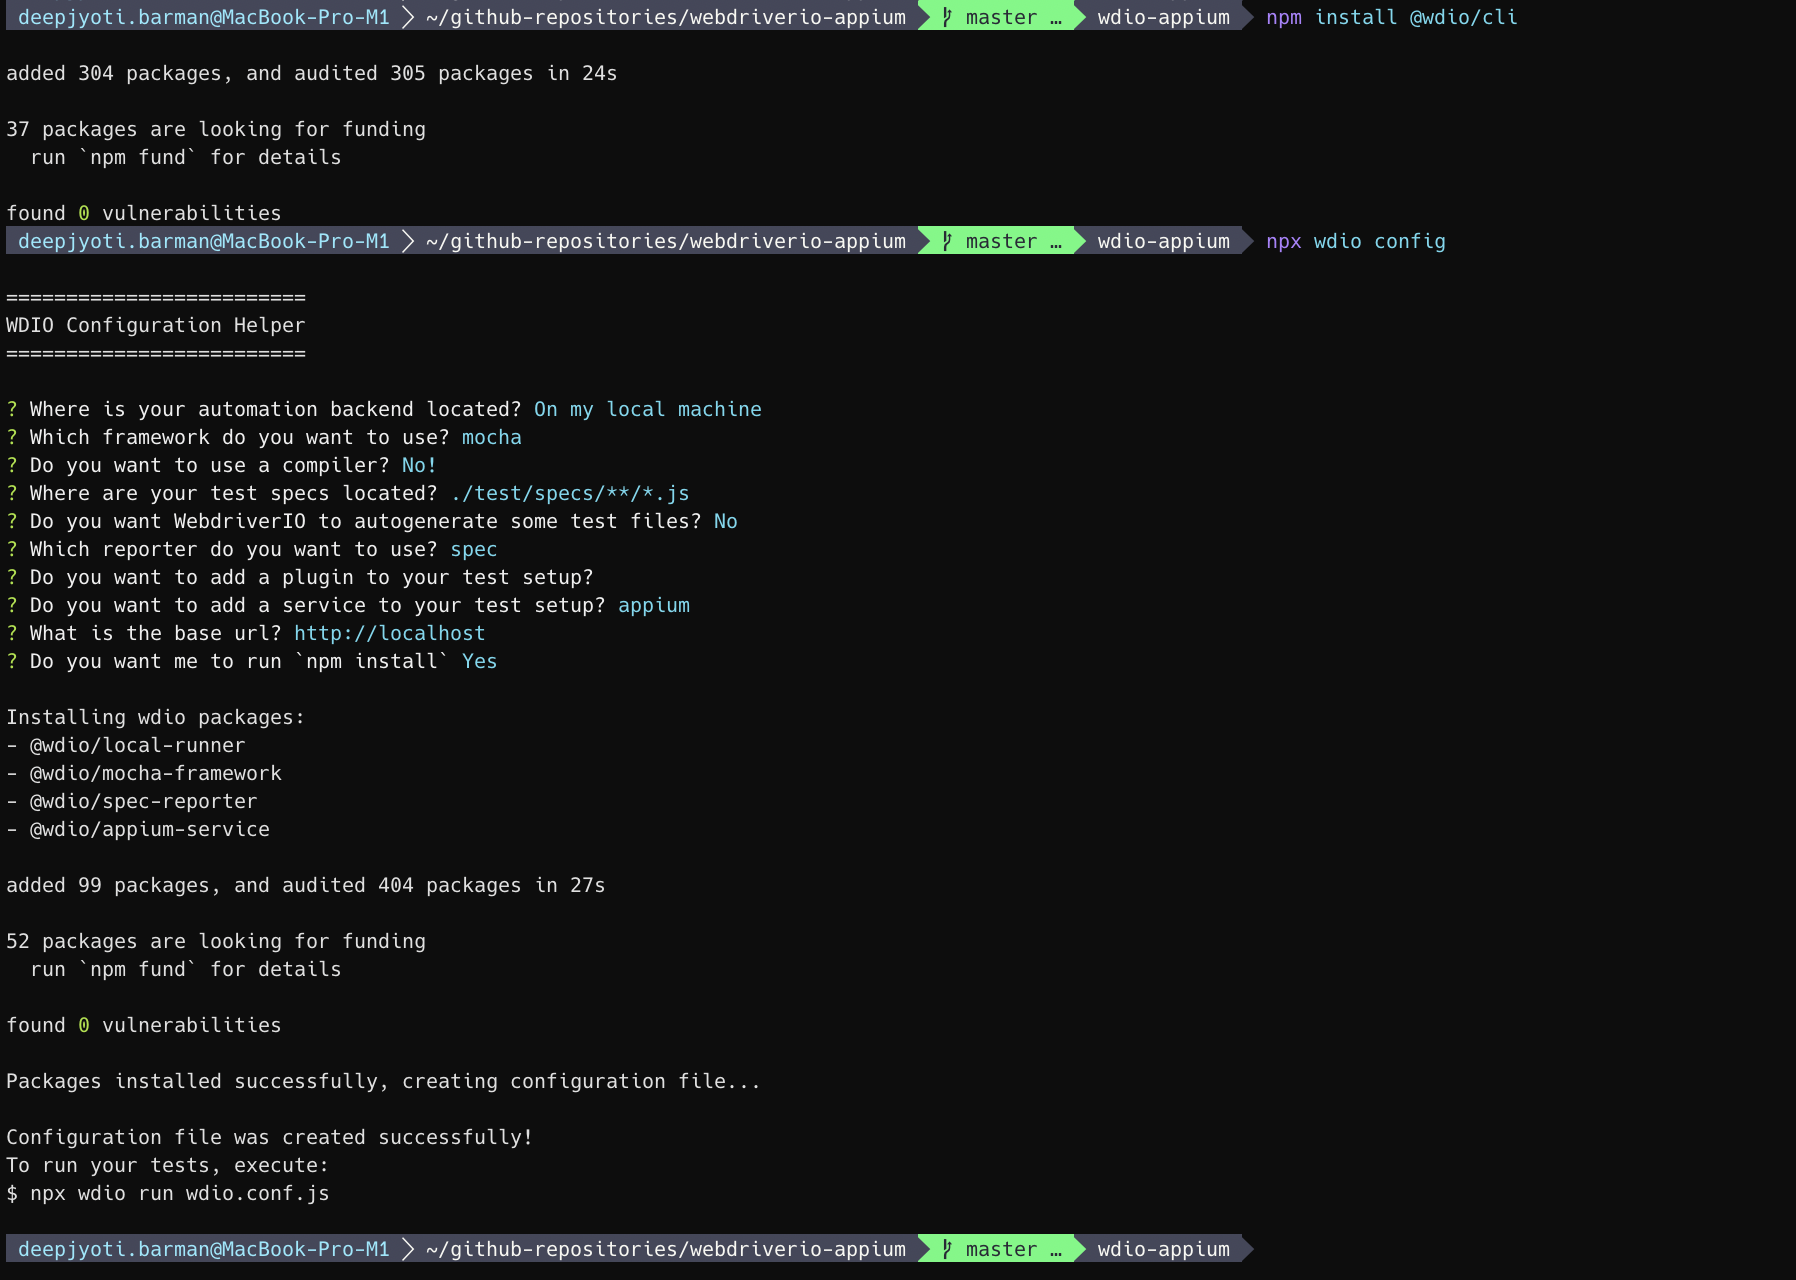 deepjyoti.barman@MacBook-Pro-M1 ~/github-repositories/webdriverio-appium master … wdio-appium npm install @wdio/cli
added 304 packages, and audited 305 packages in 24s
37 packages are looking for funding
run `npm fund` for details
found 0 vulnerabilities
deepjyoti.barman@MacBook-Pro-M1 ~/github-repositories/webdriverio-appium master … wdio-appium npx wdio config
=========================
WDIO Configuration Helper
=========================
? Where is your automation backend located? On my local machine
? Which framework do you want to use? mocha
? Do you want to use a compiler? No!
? Where are your test specs located? ./test/specs/**/*.js
? Do you want WebdriverIO to autogenerate some test files? No
? Which reporter do you want to use? spec
? Do you want to add a plugin to your test setup?
? Do you want to add a service to your test setup? appium
? What is the base url? http://localhost
? Do you want me to run `npm install` Yes
Installing wdio packages:
- @wdio/local-runner
- @wdio/mocha-framework
- @wdio/spec-reporter
- @wdio/appium-service
added 99 packages, and audited 404 packages in 27s
52 packages are looking for funding
run `npm fund` for details
found 0 vulnerabilities
Packages installed successfully, creating configuration file...
Configuration file was created successfully!
To run your tests, execute:
$ npx wdio run wdio.conf.js
deepjyoti.barman@MacBook-Pro-M1 ~/github-repositories/webdriverio-appium master … wdio-appium